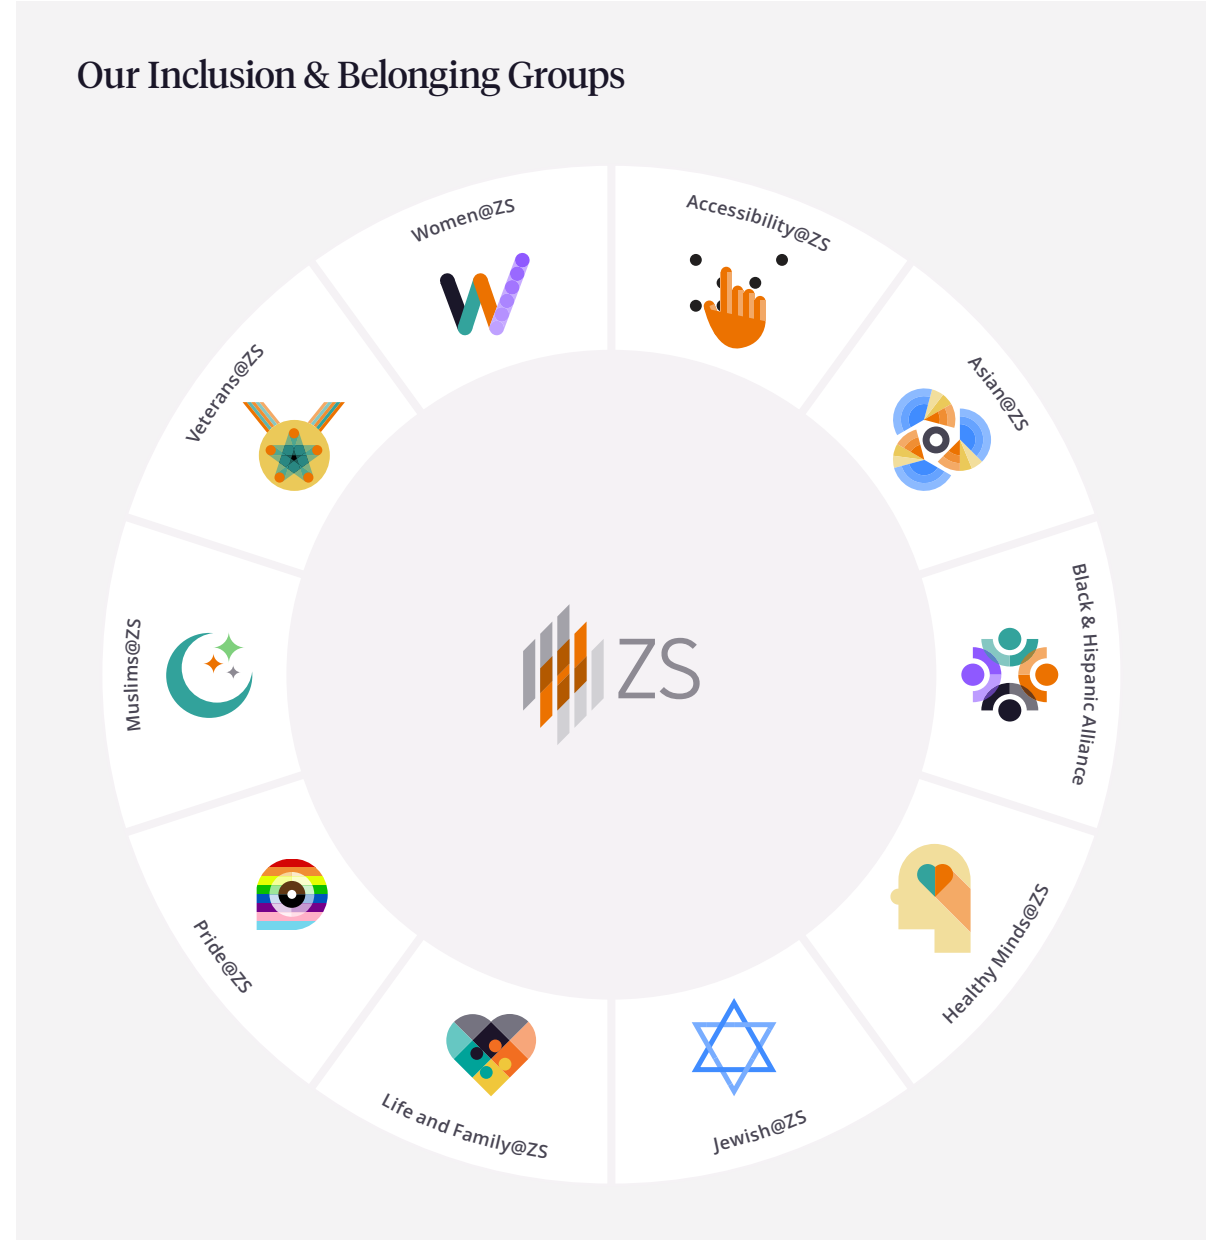 Our Inclusion & Belonging Groups
Accessibility@ZS
Asian@ZS
Black & Hispanic Alliance
Healthy Minds@ZS
Jewish@ZS
Life and Family@ZS
Pride@ZS
Muslims@ZS
Veterans@ZS
Women@ZS
ZS